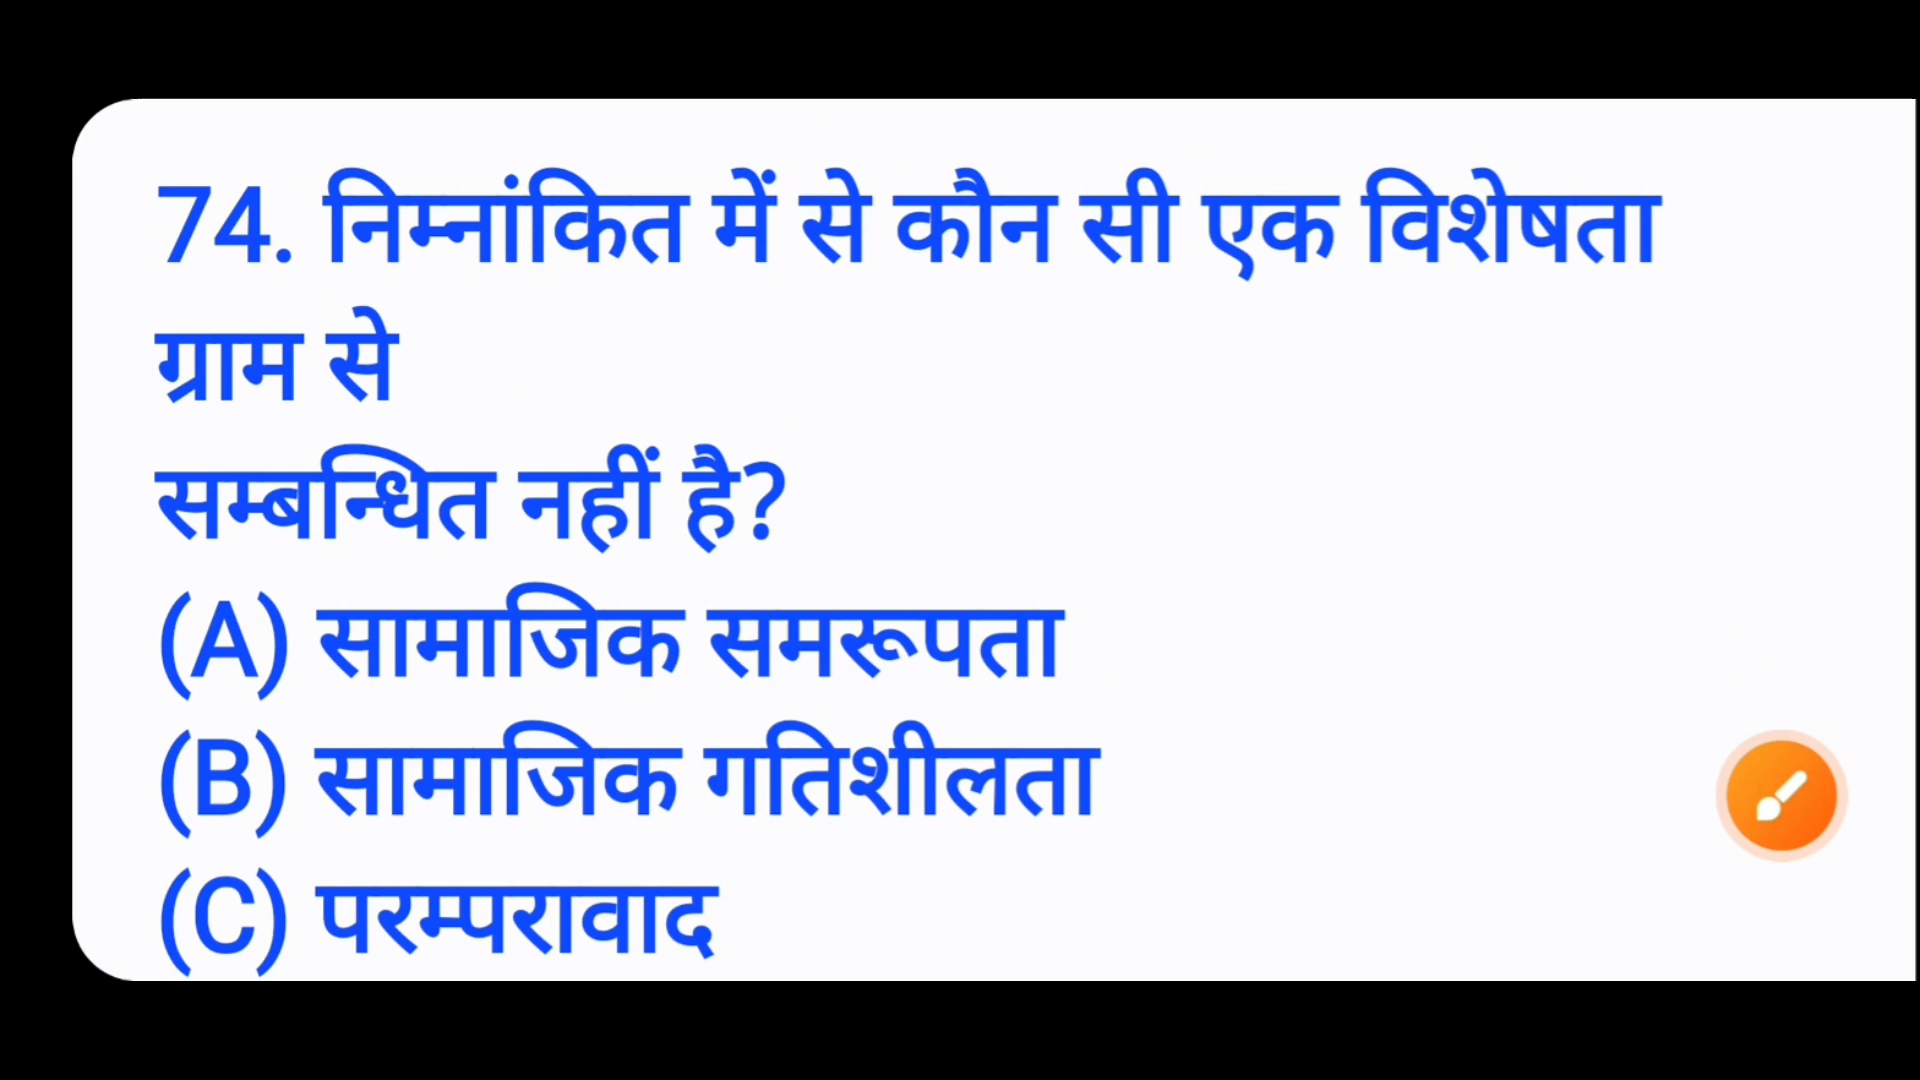 74. निम्नांकित में से कौन सी एक विशेषता
ग्राम से
सम्बन्धित नहीं है?
(A) सामाजिक समरूपता
(B) सामाजिक गतिशीलता
(C) परम्परावाद